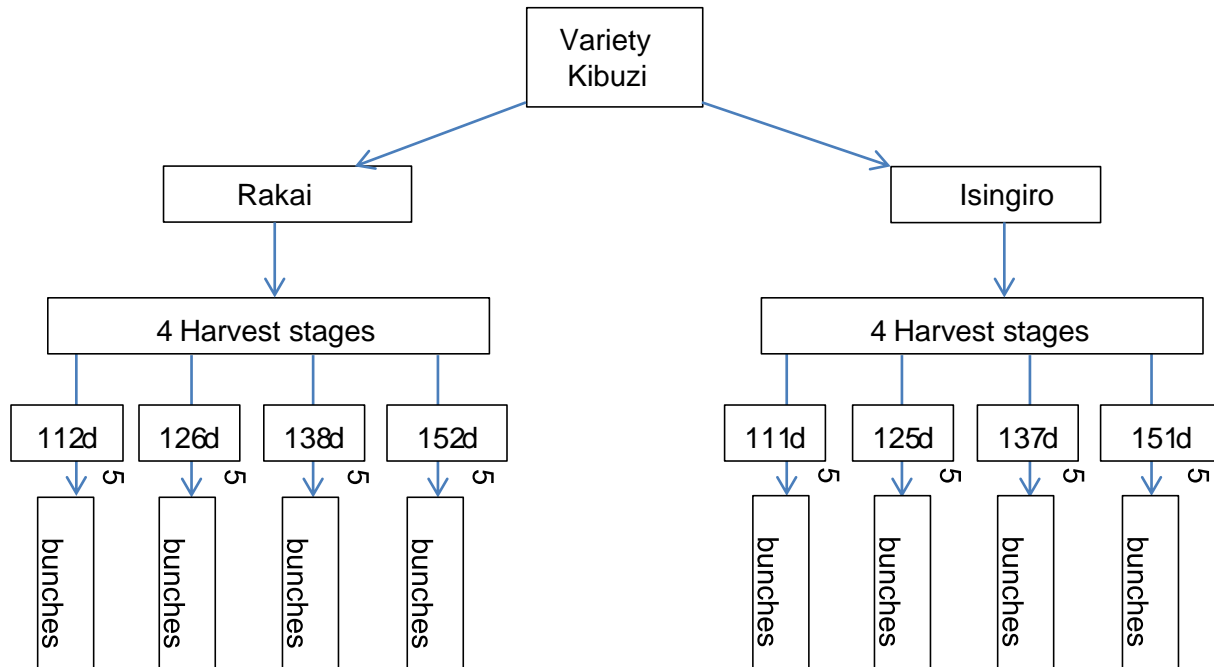 Variety
Kibuzi
Rakai
Isingiro
4 Harvest stages
4 Harvest stages
112d
126d
138d
152d
111d
125d
137d
151d
5
5
5
5
5
5
5
5
bunches
bunches
bunches
bunches
bunches
bunches
bunches
bunches